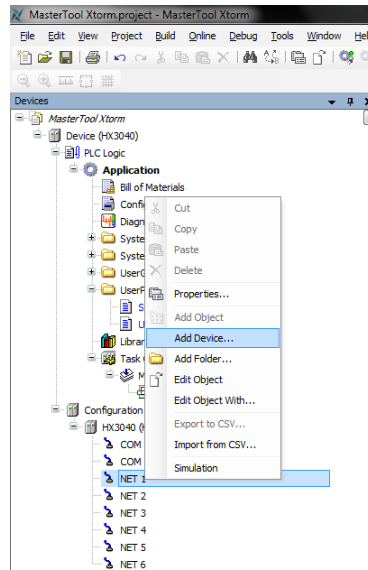 MasterTool Xtorm.project - MasterTool Xtorm
File Edit View Project Build Online Debug Tools Window
Devices
MasterTool Xtorm
Device (HX3040)
PLC Logic
Application
Bill of Materials
Cut
Copy
Paste
Delete
Properties...
Add Object
Add Device...
Add Folder...
Edit Object
Edit Object With...
Export to CSV...
Import from CSV...
Simulation
Configuration
HX3040
COM
COM
NET 1
NET 2
NET 3
NET 4
NET 5
NET 6